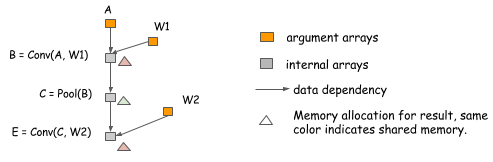 A
W1
B = Conv(A, W1)
C = Pool(B)
W2
E = Conv(C, W2)
argument arrays
internal arrays
data dependency
Memory allocation for result, same
color indicates shared memory.